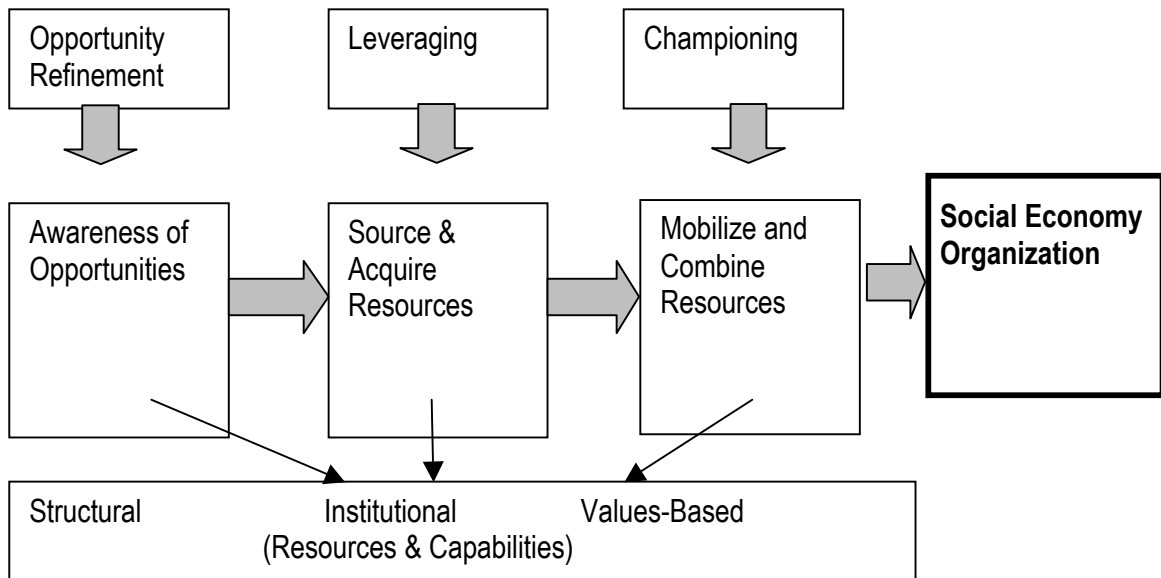 Opportunity
Refinement
Leveraging
Championing
Awareness of
Opportunities
Source &
Acquire
Resources
Mobilize and
Combine
Resources
Social Economy
Organization
Structural Institutional Values-Based
(Resources & Capabilities)